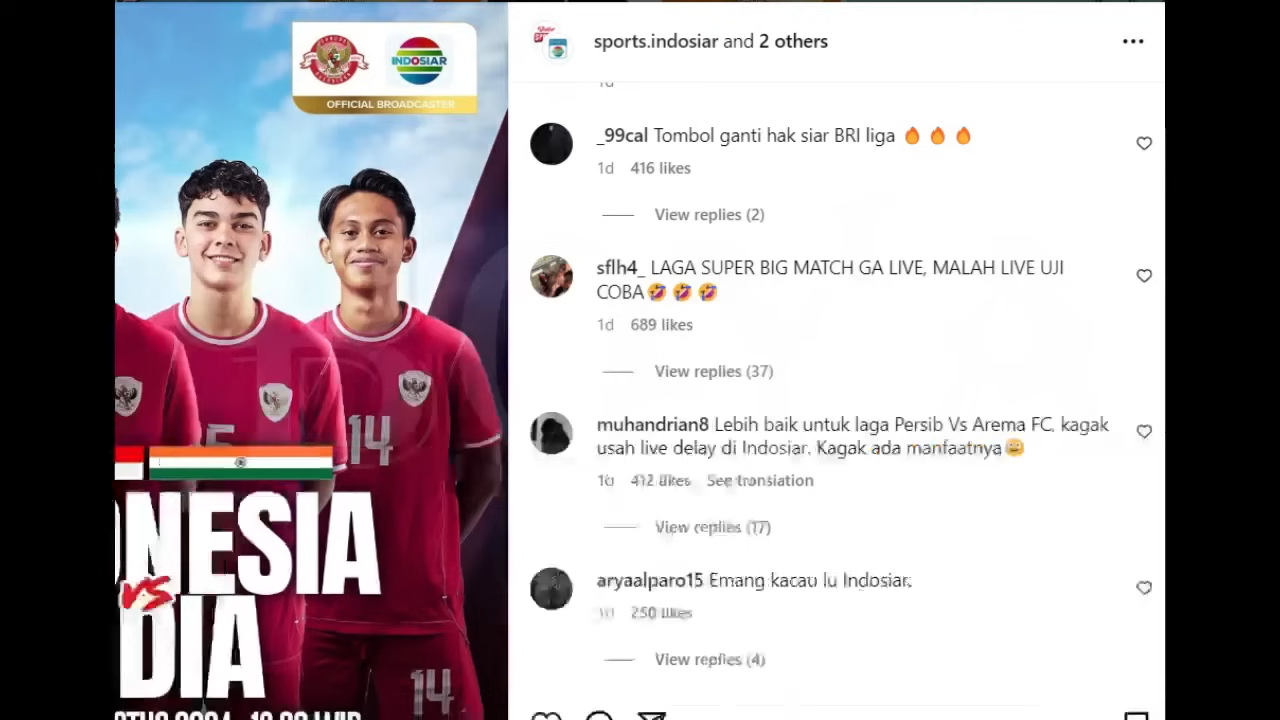 INDOSIAR
OFFICIAL BROADCASTER
14
NESIA
VS
DIA
14
sports.indosiar and 2 others
1d
_99cal Tombol ganti hak siar BRI liga 🔥 🔥 🔥
1d 416 likes
View replies (2)
sflh4_ LAGA SUPER BIG MATCH GA LIVE, MALAH LIVE UJI
COBA🤣 🤣 🤣
1d 689 likes
View replies (37)
muhandrian8 Lebih baik untuk laga Persib Vs Arema FC, kagak
usah live delay di Indosiar. Kagak ada manfaatnya🤪
1d 412 likes See translation
View replies (17)
aryaalparo15 Emang kacau lu Indosiar.
1d 250 likes
View replies (4)